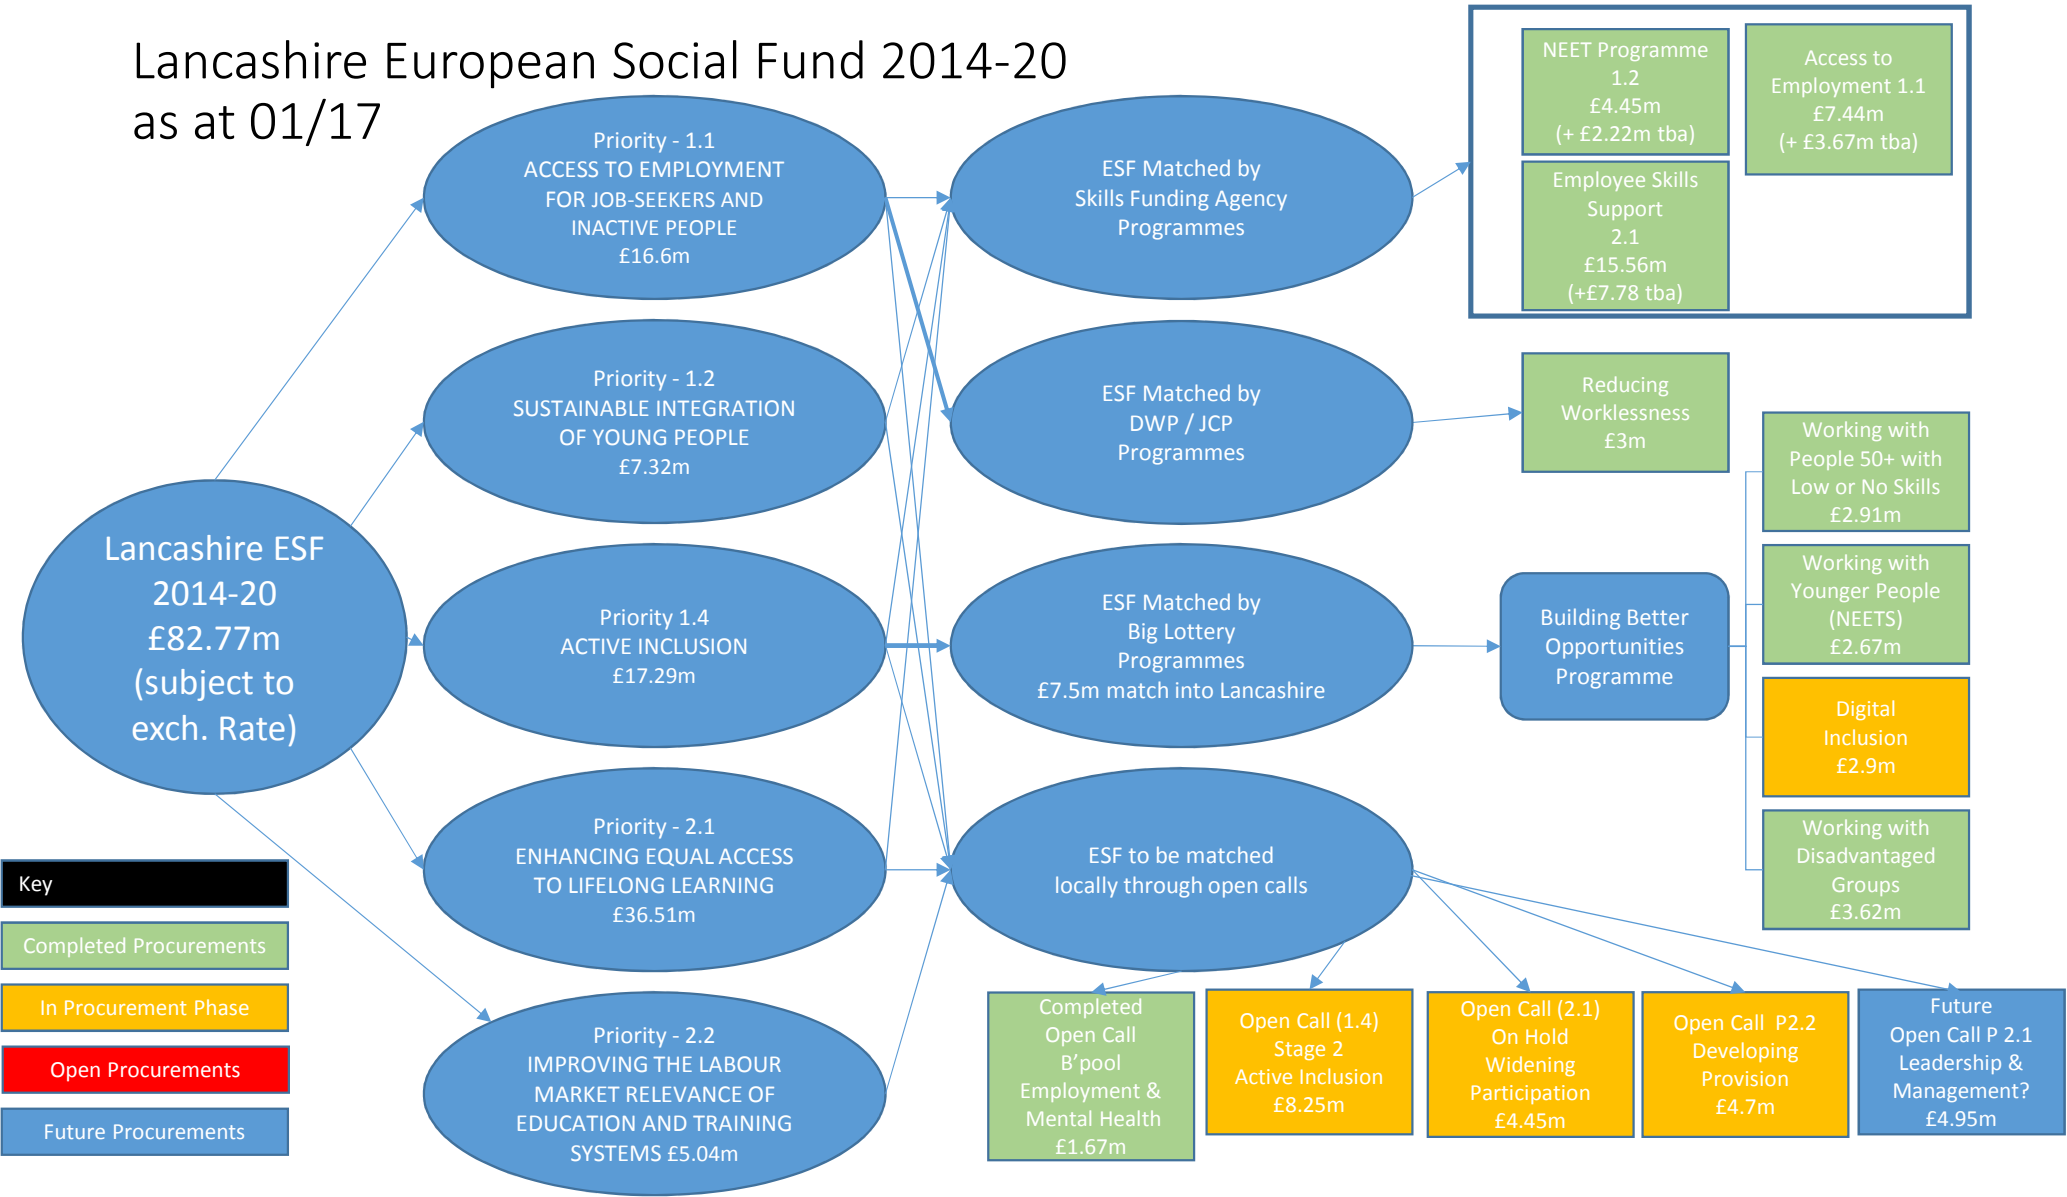 Lancashire European Social Fund 2014-20
as at 01/17
Lancashire ESF
2014-20
£82.77m
(subject to
exch. Rate)
Priority - 1.1
ACCESS TO EMPLOYMENT
FOR JOB-SEEKERS AND
INACTIVE PEOPLE
£16.6m
Priority - 1.2
SUSTAINABLE INTEGRATION
OF YOUNG PEOPLE
£7.32m
Priority 1.4
ACTIVE INCLUSION
£17.29m
Priority - 2.1
ENHANCING EQUAL ACCESS
TO LIFELONG LEARNING
£36.51m
Priority - 2.2
IMPROVING THE LABOUR
MARKET RELEVANCE OF
EDUCATION AND TRAINING
SYSTEMS £5.04m
ESF Matched by
Skills Funding Agency
Programmes
ESF Matched by
DWP / JCP
Programmes
ESF Matched by
Big Lottery
Programmes
£7.5m match into Lancashire
ESF to be matched
locally through open calls
NEET Programme
1.2
£4.45m
(+ £2.22m tba)
Access to
Employment 1.1
£7.44m
(+ £3.67m tba)
Employee Skills
Support
2.1
£15.56m
(+£7.78 tba)
Reducing
Worklessness
£3m
Building Better
Opportunities
Programme
Working with
People 50+ with
Low or No Skills
£2.91m
Working with
Younger People
(NEETS)
£2.67m
Digital
Inclusion
£2.9m
Working with
Disadvantaged
Groups
£3.62m
Completed
Open Call
B’pool
Employment &
Mental Health
£1.67m
Open Call (1.4)
Stage 2
Active Inclusion
£8.25m
Open Call (2.1)
On Hold
Widening
Participation
£4.45m
Open Call P2.2
Developing
Provision
£4.7m
Future
Open Call P 2.1
Leadership &
Management?
£4.95m
Key
Completed Procurements
In Procurement Phase
Open Procurements
Future Procurements